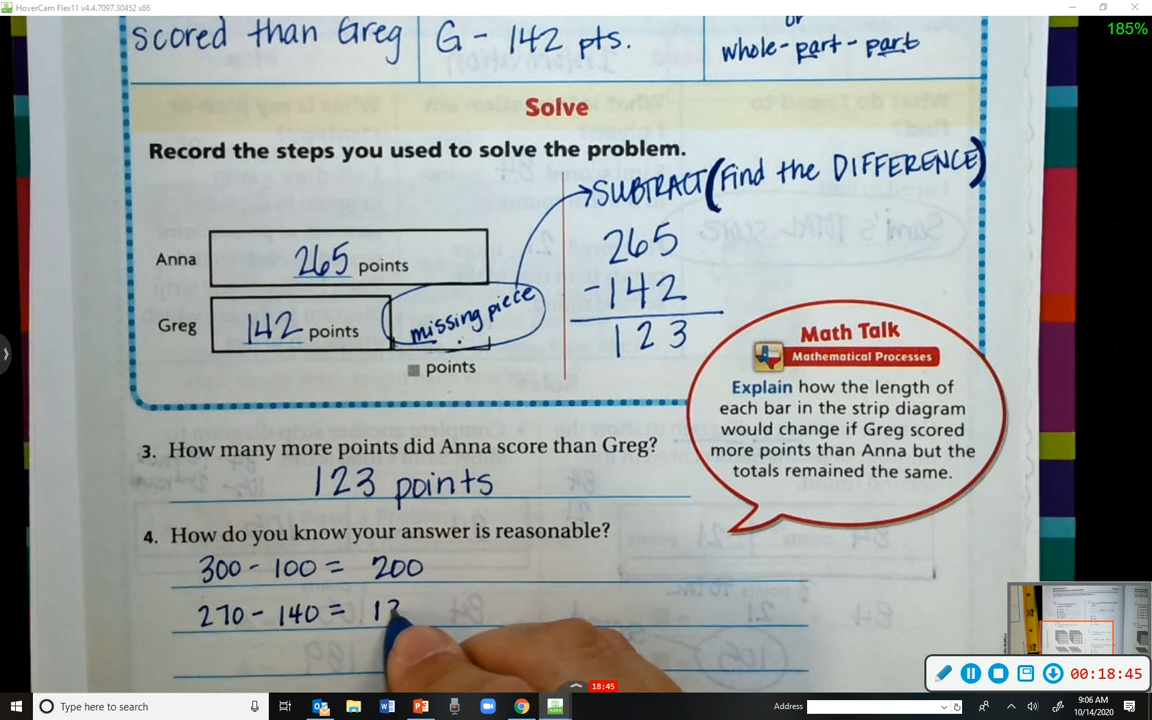 HoverCam Flex11 v4.4.7097.30452 x86
185%
scored than Greg
G - 142 pts.
or
whole - part - part
Solve
Record the steps you used to solve the problem.
SUBTRACT (Find the DIFFERENCE)
Anna 265 points
Greg 142 points missing piece
points
265
- 142
123
Math Talk
Mathematical Processes
Explain how the length of
each bar in the strip diagram
would change if Greg scored
more points than Anna but the
totals remained the same.
3. How many more points did Anna score than Greg?
123 points
4. How do you know your answer is reasonable?
300 - 100 = 200
270 - 140 = 13
00:18:45
18:45
Type here to search
Address
9:06 AM
10/14/2020